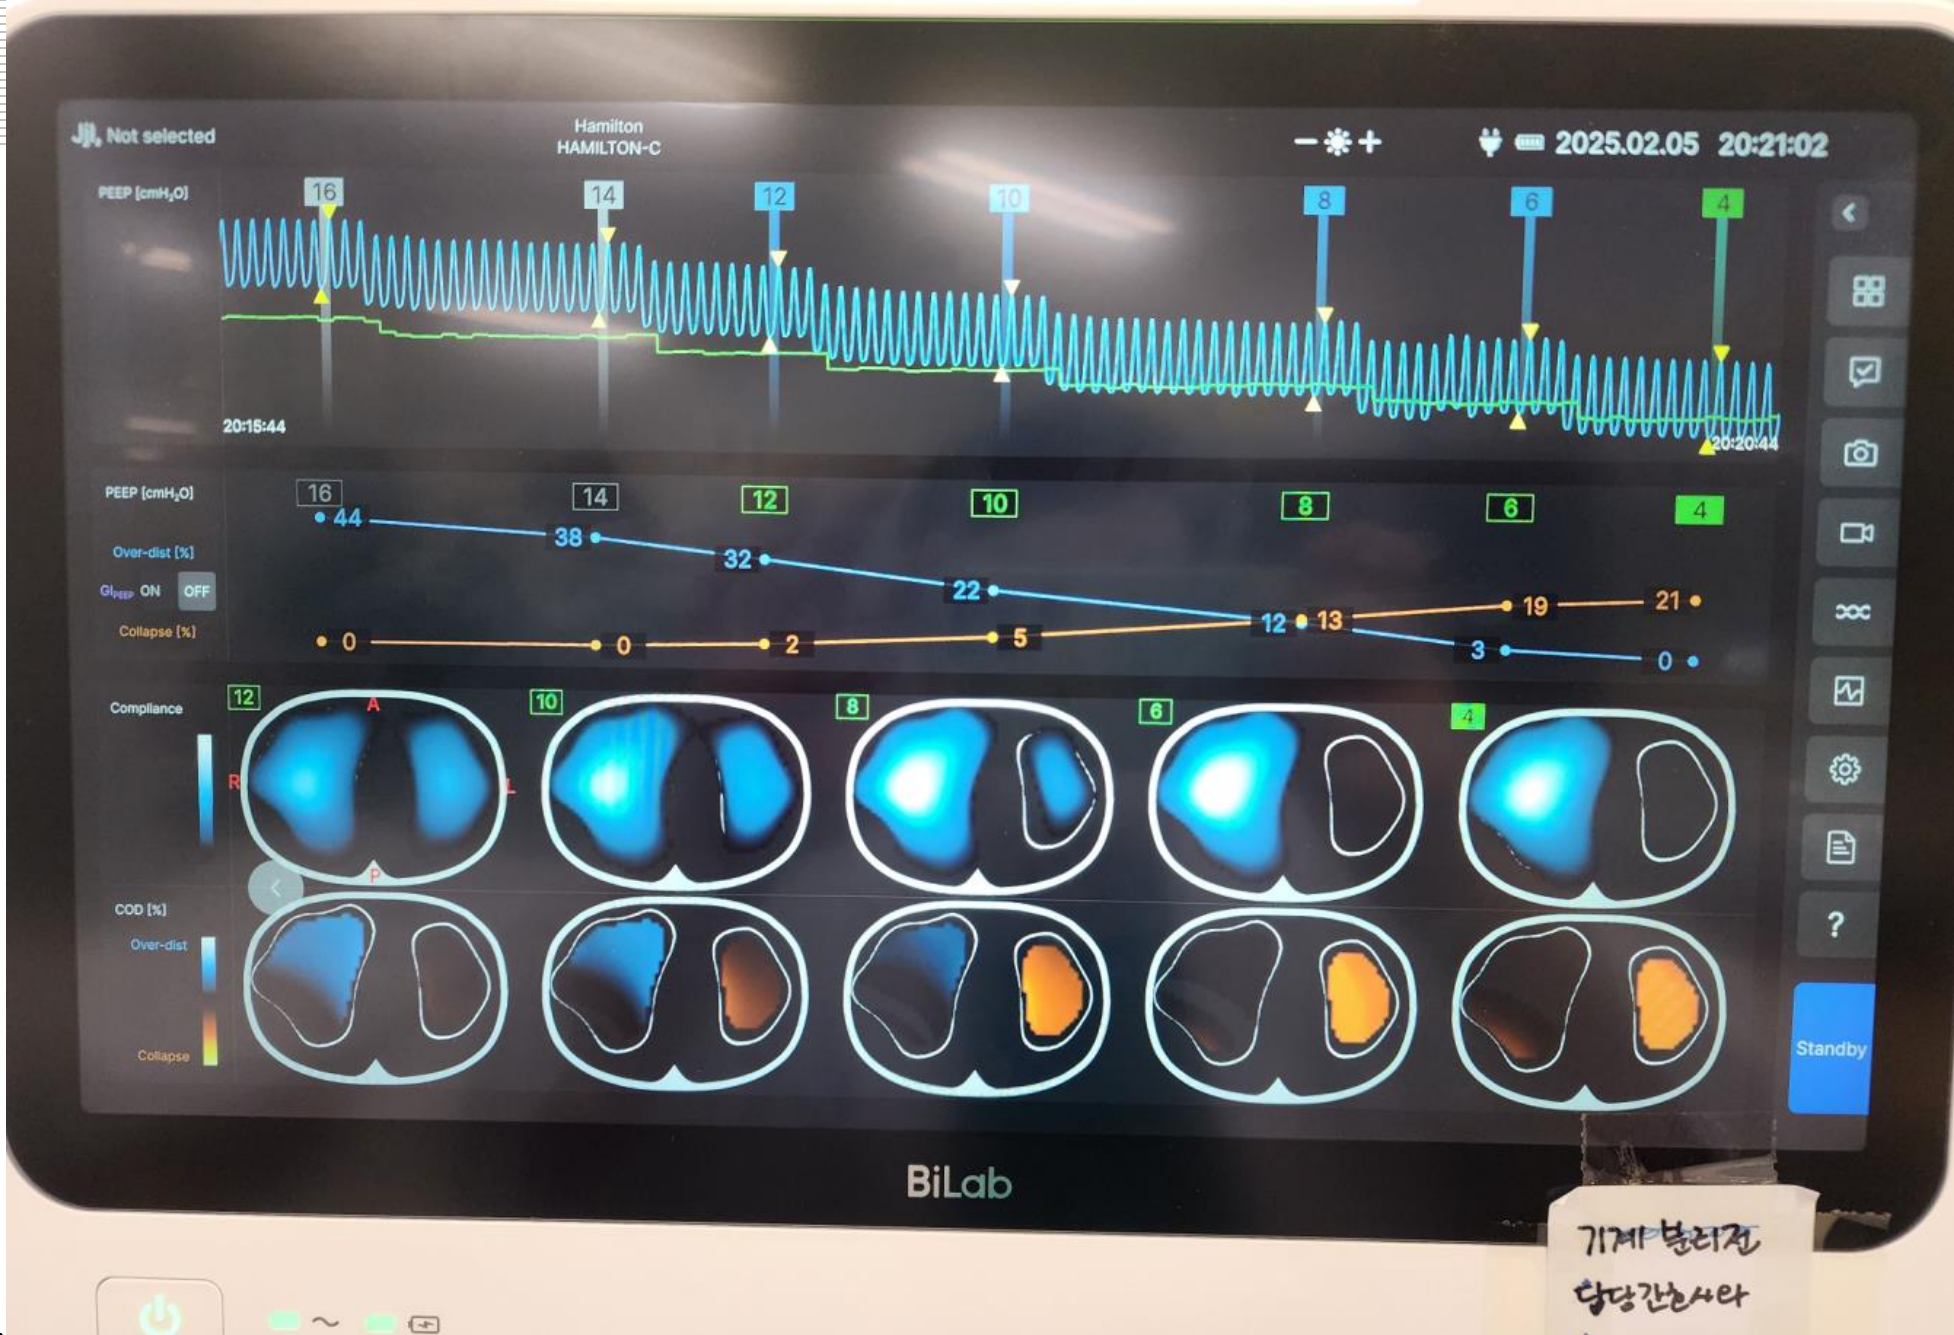 Not selected
Hamilton
HAMILTON-C
2025.02.05 20:21:02
PEEP [cmH₂O]
16 14 12 10 8 6 4
20:15:44
20:20:44
PEEP [cmH₂O]
16 14 12 10 8 6 4
44 38 32 22 12 3 0
Over-dist [%]
GI PEEP ON OFF
Collapse [%]
0 0 2 5 13 19 21
Compliance
12 10 8 6 4
A
R L
P
COD [%]
Over-dist
Collapse
?
Standby
BiLab
기계 분리전
담당간호사와